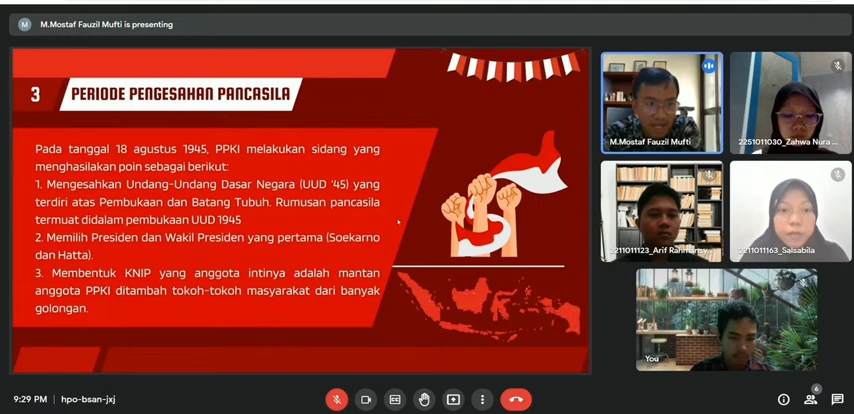 M
M.Mostaf Fauzil Mufti is presenting
3
PERIODE PENGESAHAN PANCASILA
Pada tanggal 18 agustus 1945, PPKI melakukan sidang yang
menghasilakan poin sebagai berikut:
1. Mengesahkan Undang-Undang Dasar Negara (UUD '45) yang
terdiri atas Pembukaan dan Batang Tubuh. Rumusan pancasila
termuat didalam pembukaan UUD 1945
2. Memilih Presiden dan Wakil Presiden yang pertama (Soekarno
dan Hatta).
3. Membentuk KNIP yang anggota intinya adalah mantan
anggota PPKI ditambah tokoh-tokoh masyarakat dari banyak
golongan.
M.Mostaf Fauzil Mufti
2251011030_Zahwa Nura ...
2211011123_Arif Rahman
2211011163_Salsabila
You
9:29 PM | hpo-bsan-jxj
CC
6